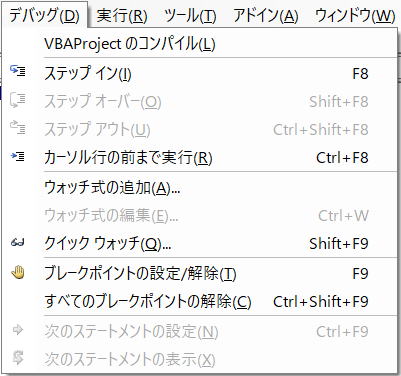 デバッグ(D) 実行(R) ツール(T) アドイン(A) ウィンドウ(W)
VBAProject のコンパイル(L)
ステップ イン(I) F8
ステップ オーバー(O) Shift+F8
ステップ アウト(U) Ctrl+Shift+F8
カーソル行の前まで実行(R) Ctrl+F8
ウォッチ式の追加(A)...
ウォッチ式の編集(E)... Ctrl+W
クイック ウォッチ(Q)... Shift+F9
ブレークポイントの設定/解除(T) F9
すべてのブレークポイントの解除(C) Ctrl+Shift+F9
次のステートメントの設定(N) Ctrl+F9
次のステートメントの表示(X)